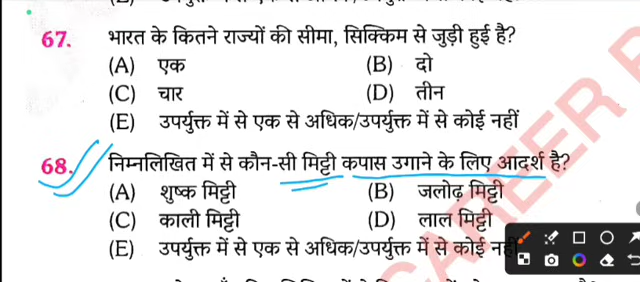 67. भारत के कितने राज्यों की सीमा, सिक्किम से जुड़ी हुई है?
(A) एक (B) दो
(C) चार (D) तीन
(E) उपर्युक्त में से एक से अधिक/उपर्युक्त में से कोई नहीं
68. निम्नलिखित में से कौन-सी मिट्टी कपास उगाने के लिए आदर्श है?
(A) शुष्क मिट्टी (B) जलोढ़ मिट्टी
(C) काली मिट्टी (D) लाल मिट्टी
(E) उपर्युक्त में से एक से अधिक/उपर्युक्त में से कोई
CAREER